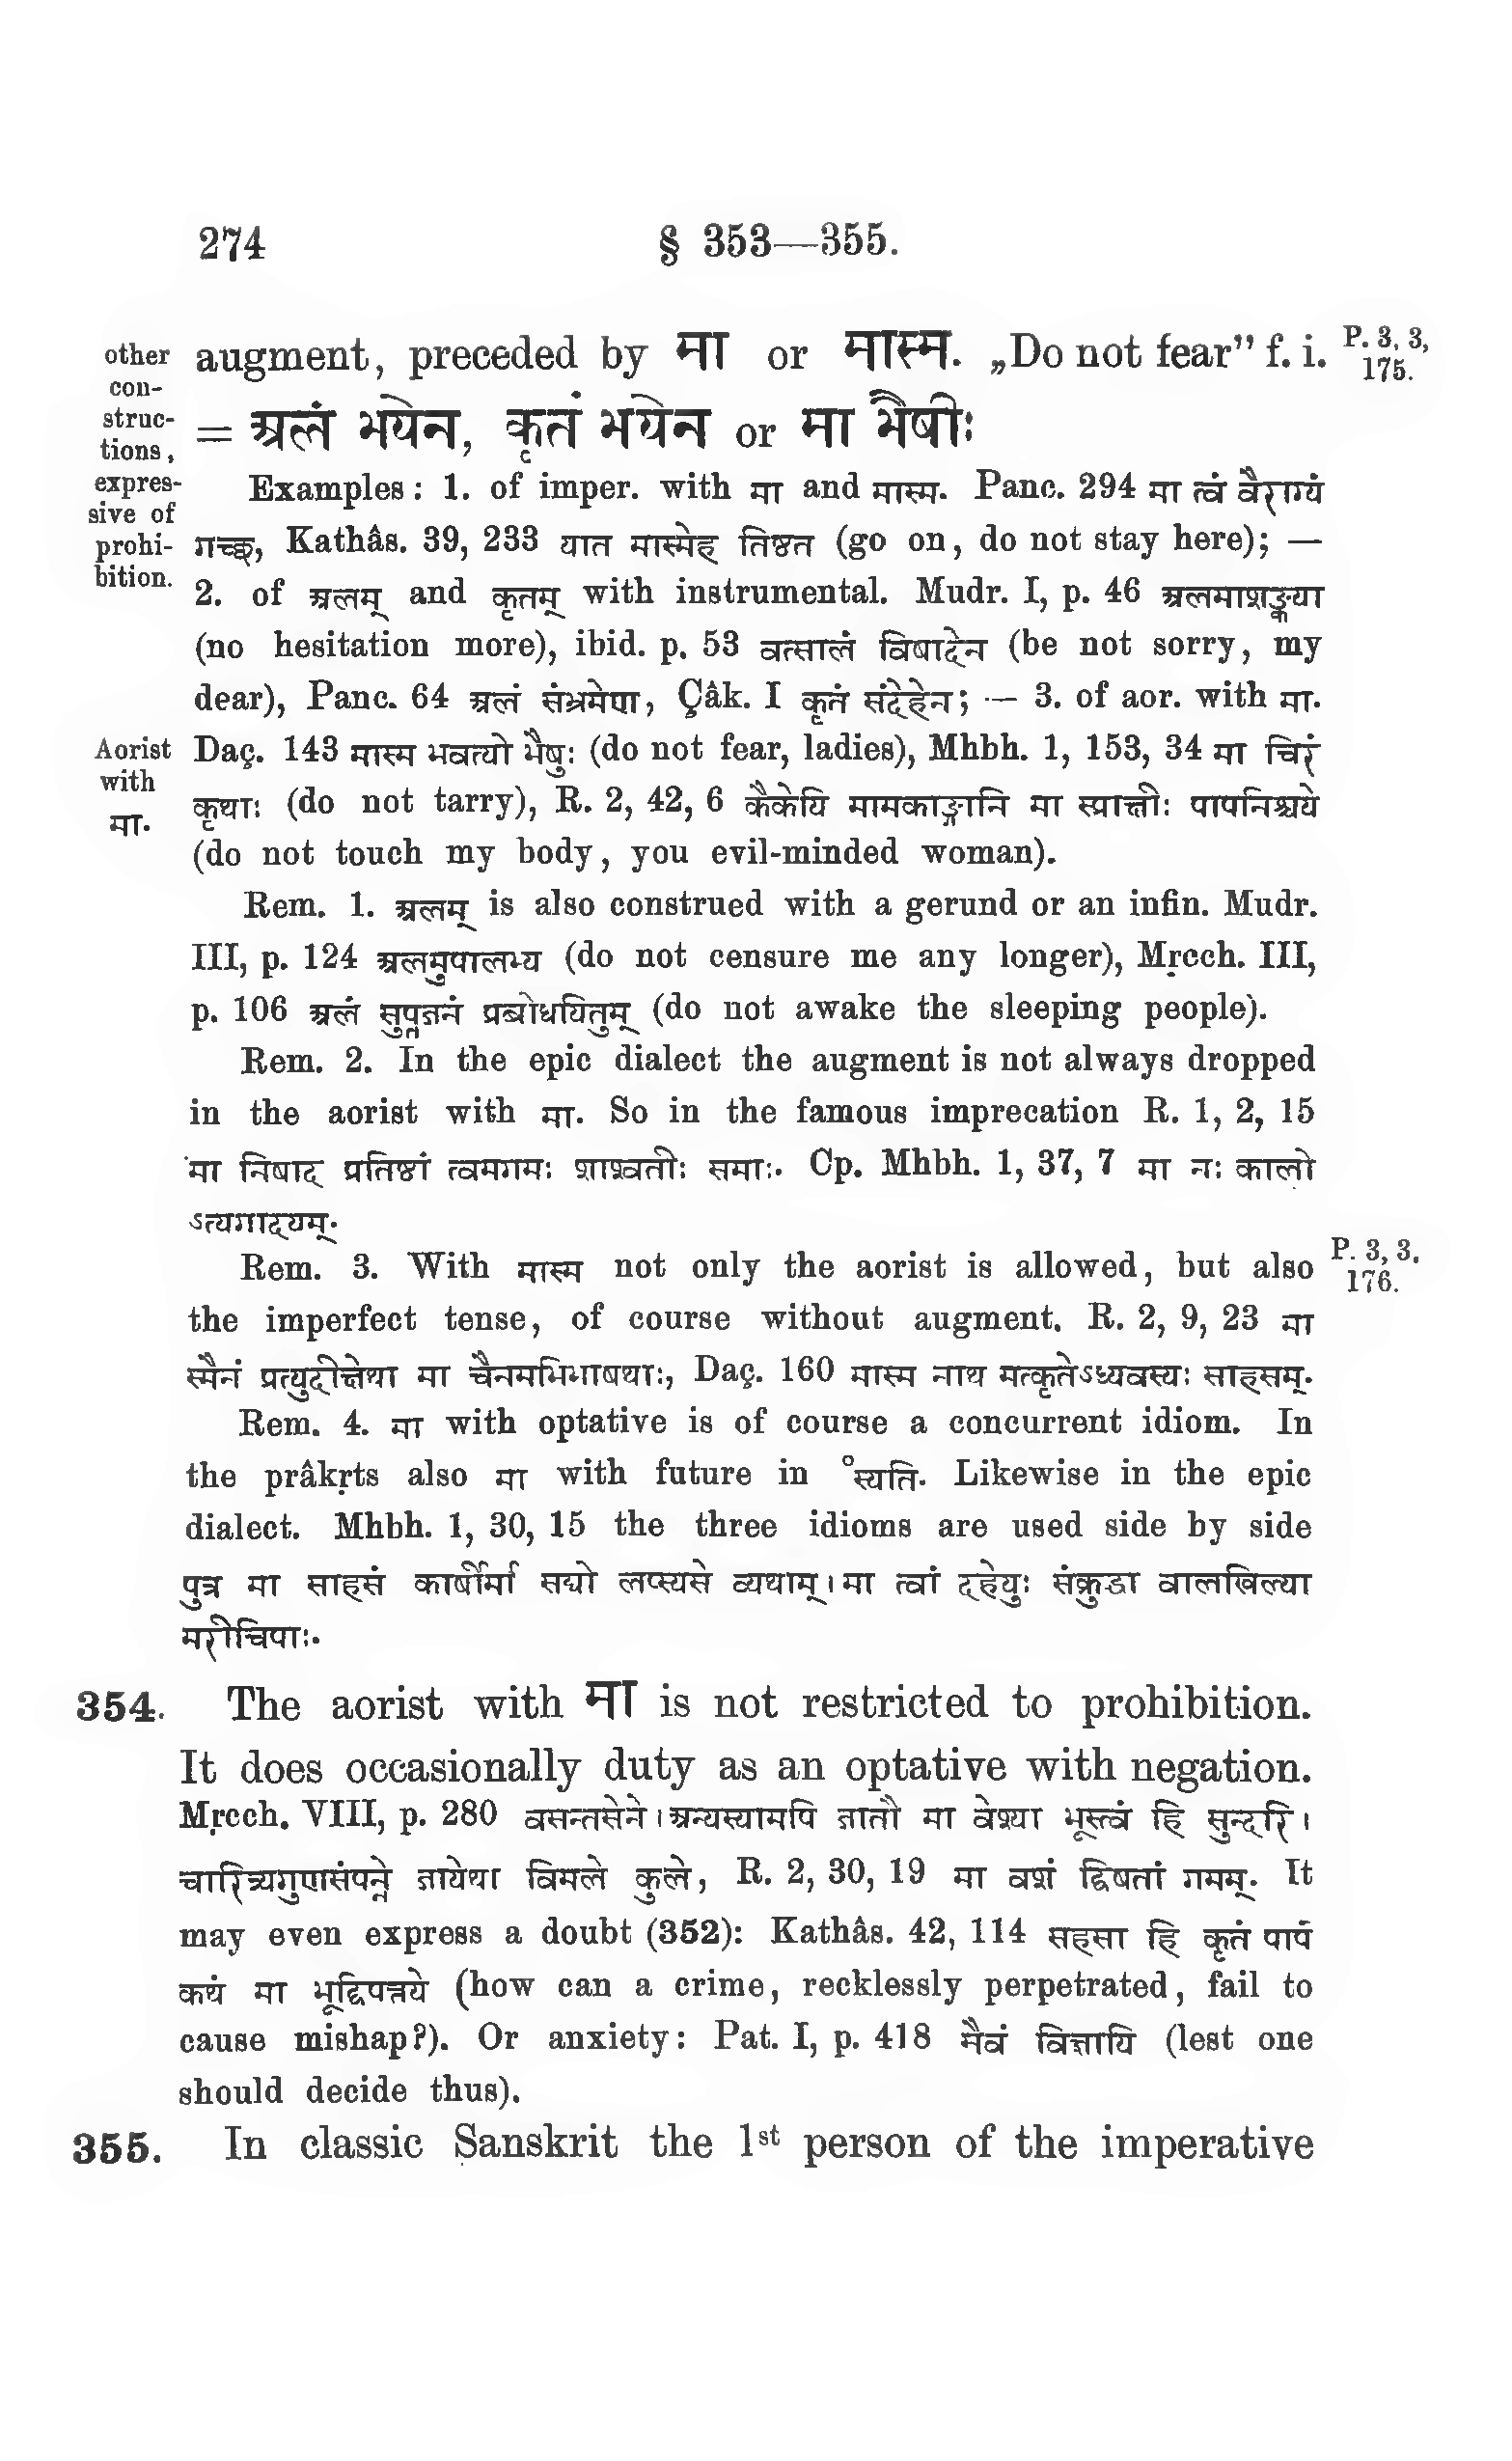 274 § 353—355.
other con- struc- tions, expres- sive of prohi- bition.
augment, preceded by मा or मास्म. „Do not fear” f. i.
P. 3, 3, 175.
= अलं भयेन, कृतं भयेन or मा भैषीः
Examples: 1. of imper. with मा and मास्म. Panc. 294 मा त्वं वैराग्यं
गच्छ, Kathâs. 39, 233 यात मास्मेह तिष्ठत (go on, do not stay here); —
2. of अलम् and कृतम् with instrumental. Mudr. I, p. 46 अलमाशङ्कया
(no hesitation more), ibid. p. 53 वत्सालं विषादेन (be not sorry, my
dear), Panc. 64 अलं संभ्रमेण, Çâk. I कृतं संदेहेन; — 3. of aor. with मा.
Aorist with मा.
Daç. 143 मास्म भवत्यो भैषुः (do not fear, ladies), Mhbh. 1, 153, 34 मा चिरं
कृथाः (do not tarry), R. 2, 42, 6 कैकेयि मामकाङ्गानि मा स्प्राक्षीः पापनिश्चये
(do not touch my body, you evil-minded woman).
Rem. 1. अलम् is also construed with a gerund or an infin. Mudr.
III, p. 124 अलमुपालभ्य (do not censure me any longer), Mṛcch. III,
p. 106 अलं सुप्तजनं प्रबोधयितुम् (do not awake the sleeping people).
Rem. 2. In the epic dialect the augment is not always dropped
in the aorist with मा. So in the famous imprecation R. 1, 2, 15
मा निषाद प्रतिष्ठां त्वमगमः शाश्वतीः समाः. Cp. Mhbh. 1, 37, 7 मा नः कालो
ऽत्यगादयम्.
Rem. 3. With मास्म not only the aorist is allowed, but also
P. 3, 3. 176.
the imperfect tense, of course without augment. R. 2, 9, 23 मा
स्मैनं प्रत्युदीक्षेथा मा चैनमभिभाषथाः, Daç. 160 मास्म नाथ मत्कृतेऽध्यवस्यः साहसम्.
Rem. 4. मा with optative is of course a concurrent idiom. In
the prâkṛts also मा with future in °स्यति. Likewise in the epic
dialect. Mhbh. 1, 30, 15 the three idioms are used side by side
पुत्र मा साहसं कार्षीर्मा सद्यो लप्स्यसे व्यथाम् । मा त्वां दहेयुः संक्रुद्धा वालखिल्या
मरीचिपाः.
354. The aorist with मा is not restricted to prohibition.
It does occasionally duty as an optative with negation.
Mṛcch. VIII, p. 280 वसन्तसेने । अन्यस्यामपि जातौ मा वेश्या भूस्त्वं हि सुन्दरि ।
चारित्र्यगुणसंपन्ने जायेथा विमले कुले, R. 2, 30, 19 मा वशं द्विषतां गमम्. It
may even express a doubt (352): Kathâs. 42, 114 सहसा हि कृतं पापं
कथं मा भूद्विपत्तये (how can a crime, recklessly perpetrated, fail to
cause mishap?). Or anxiety: Pat. I, p. 418 मैवं विज्ञायि (lest one
should decide thus).
355. In classic Sanskrit the 1st person of the imperative